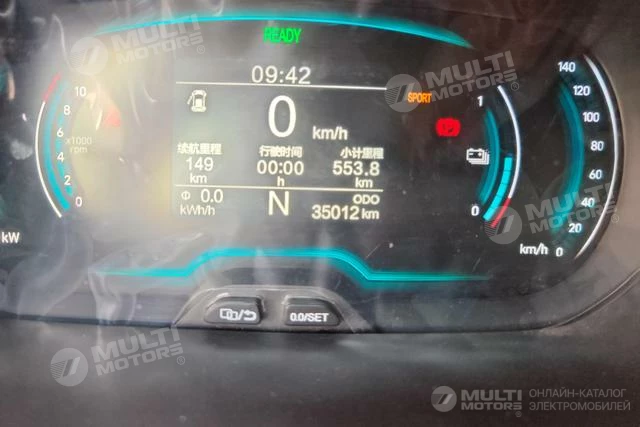 READY
MULTI
MOTORS®
MULTI
MOTORS®
09:42
SPORT
0 km/h
续航里程 行驶时间 小计里程
149 00:00 553.8
km h km
Φ 0.0 N ODO
kWh/h 35012 km
10
8
6
4
2
0
x1000
rpm
kW
1
0
140
120
100
80
60
40
20
0
km/h
MULTI
MOTORS®
0.0/SET
MULTI
MOTORS®
MULTI
MOTORS®
ОНЛАЙН-КАТАЛОГ
ЭЛЕКТРОМОБИЛЕЙ